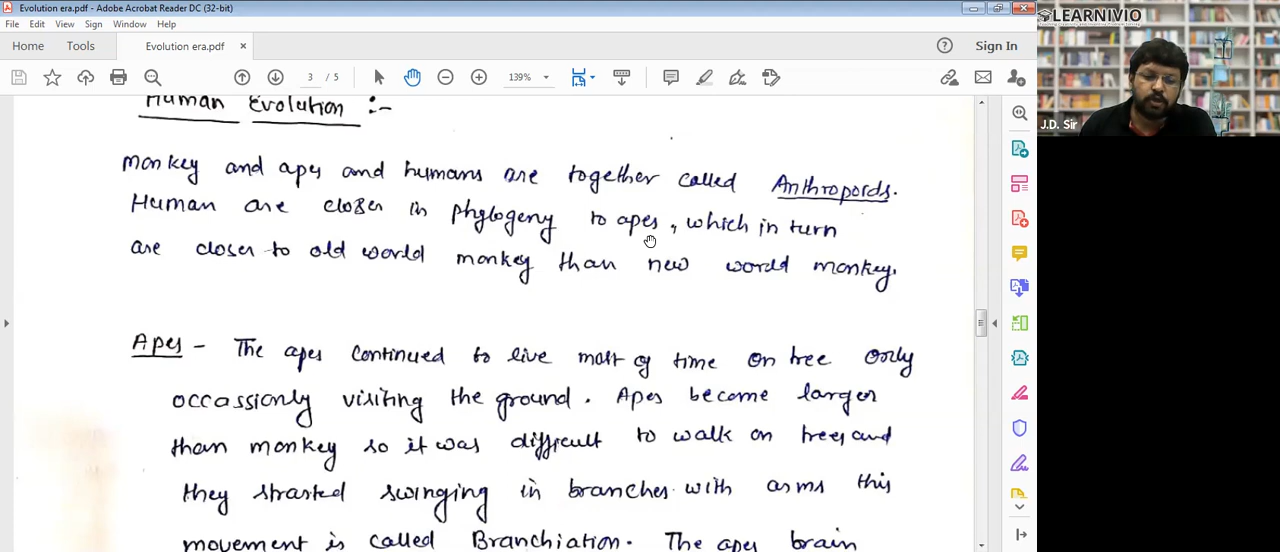 Evolution era.pdf - Adobe Acrobat Reader DC (32-bit)
File Edit View Sign Window Help
Home Tools Evolution era.pdf × Sign In
3 / 5 139%
LEARNIVIO
J.D. Sir
Human Evolution :-
Monkey and apes and humans are together called Anthropoids.
Human are closer in phylogeny to apes, which in turn
are closer to old world monkey than new world monkey.
Apes - The apes continued to live most of time on tree only
occassionly visiting the ground. Apes become larger
than monkey so it was difficult to walk on trees and
they strasted swinging in branches with arms this
movement is called Branchiation. The apes brain